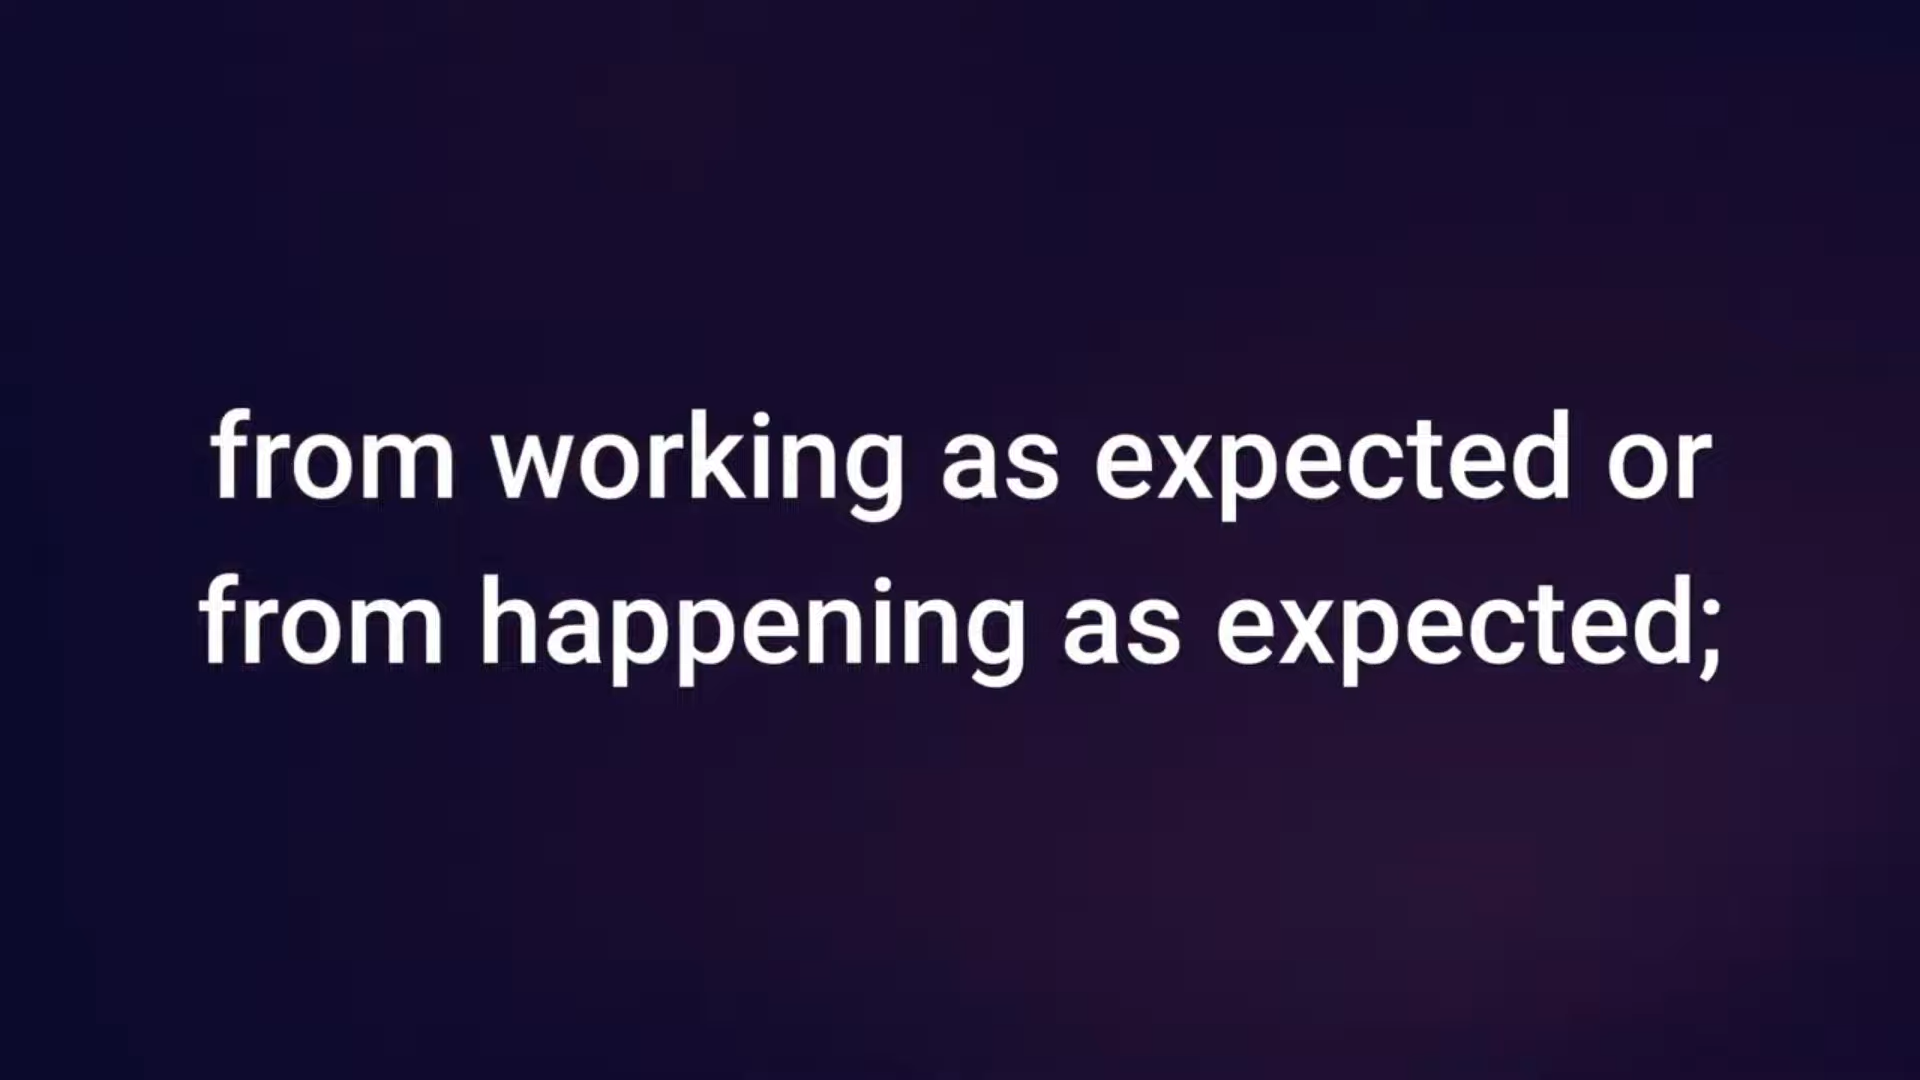 from working as expected or
from happening as expected;